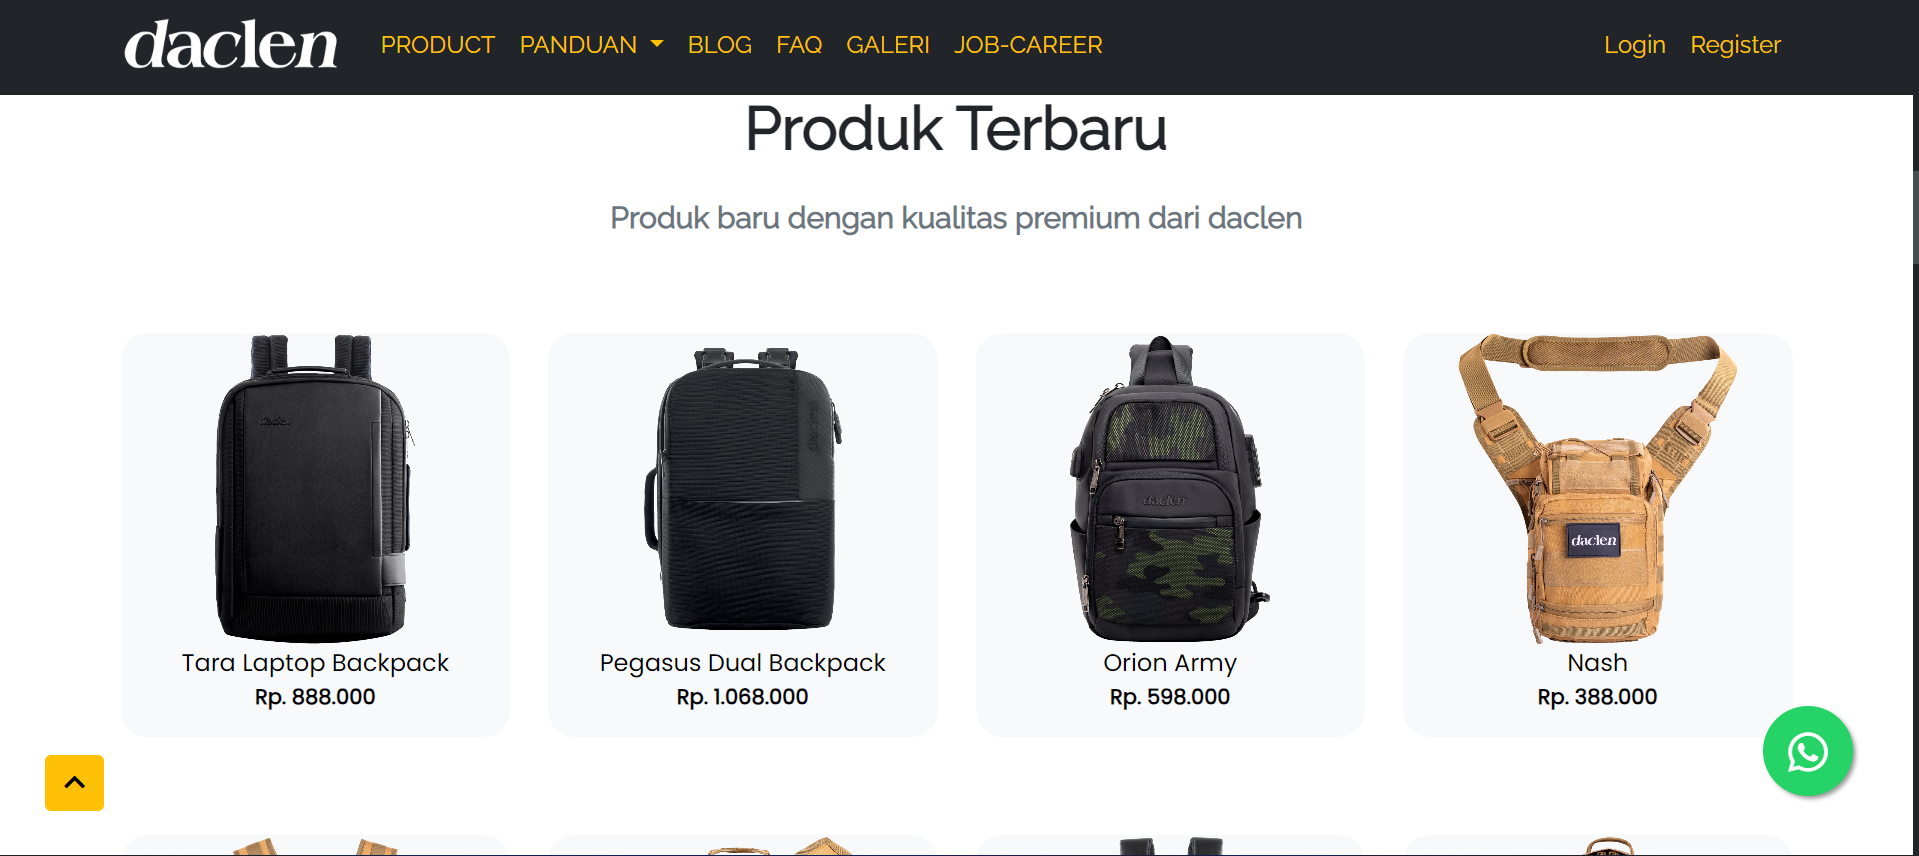 daclen PRODUCT PANDUAN BLOG FAQ GALERI JOB-CAREER Login Register
Produk Terbaru
Produk baru dengan kualitas premium dari daclen
daclen
daclen
daclen
daclen
Tara Laptop Backpack
Rp. 888.000
Pegasus Dual Backpack
Rp. 1.068.000
Orion Army
Rp. 598.000
Nash
Rp. 388.000